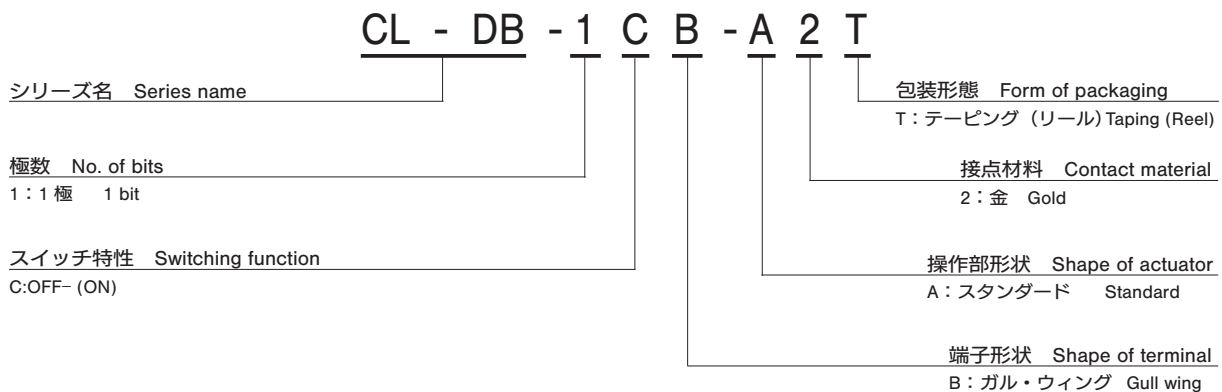 CL - DB - 1 C B - A 2 T
シリーズ名 Series name
包装形態 Form of packaging
T：テーピング（リール）Taping (Reel)
極数 No. of bits
1：1 極 1 bit
接点材料 Contact material
2：金 Gold
スイッチ特性 Switching function
C:OFF− (ON)
操作部形状 Shape of actuator
A：スタンダード Standard
端子形状 Shape of terminal
B：ガル・ウィング Gull wing